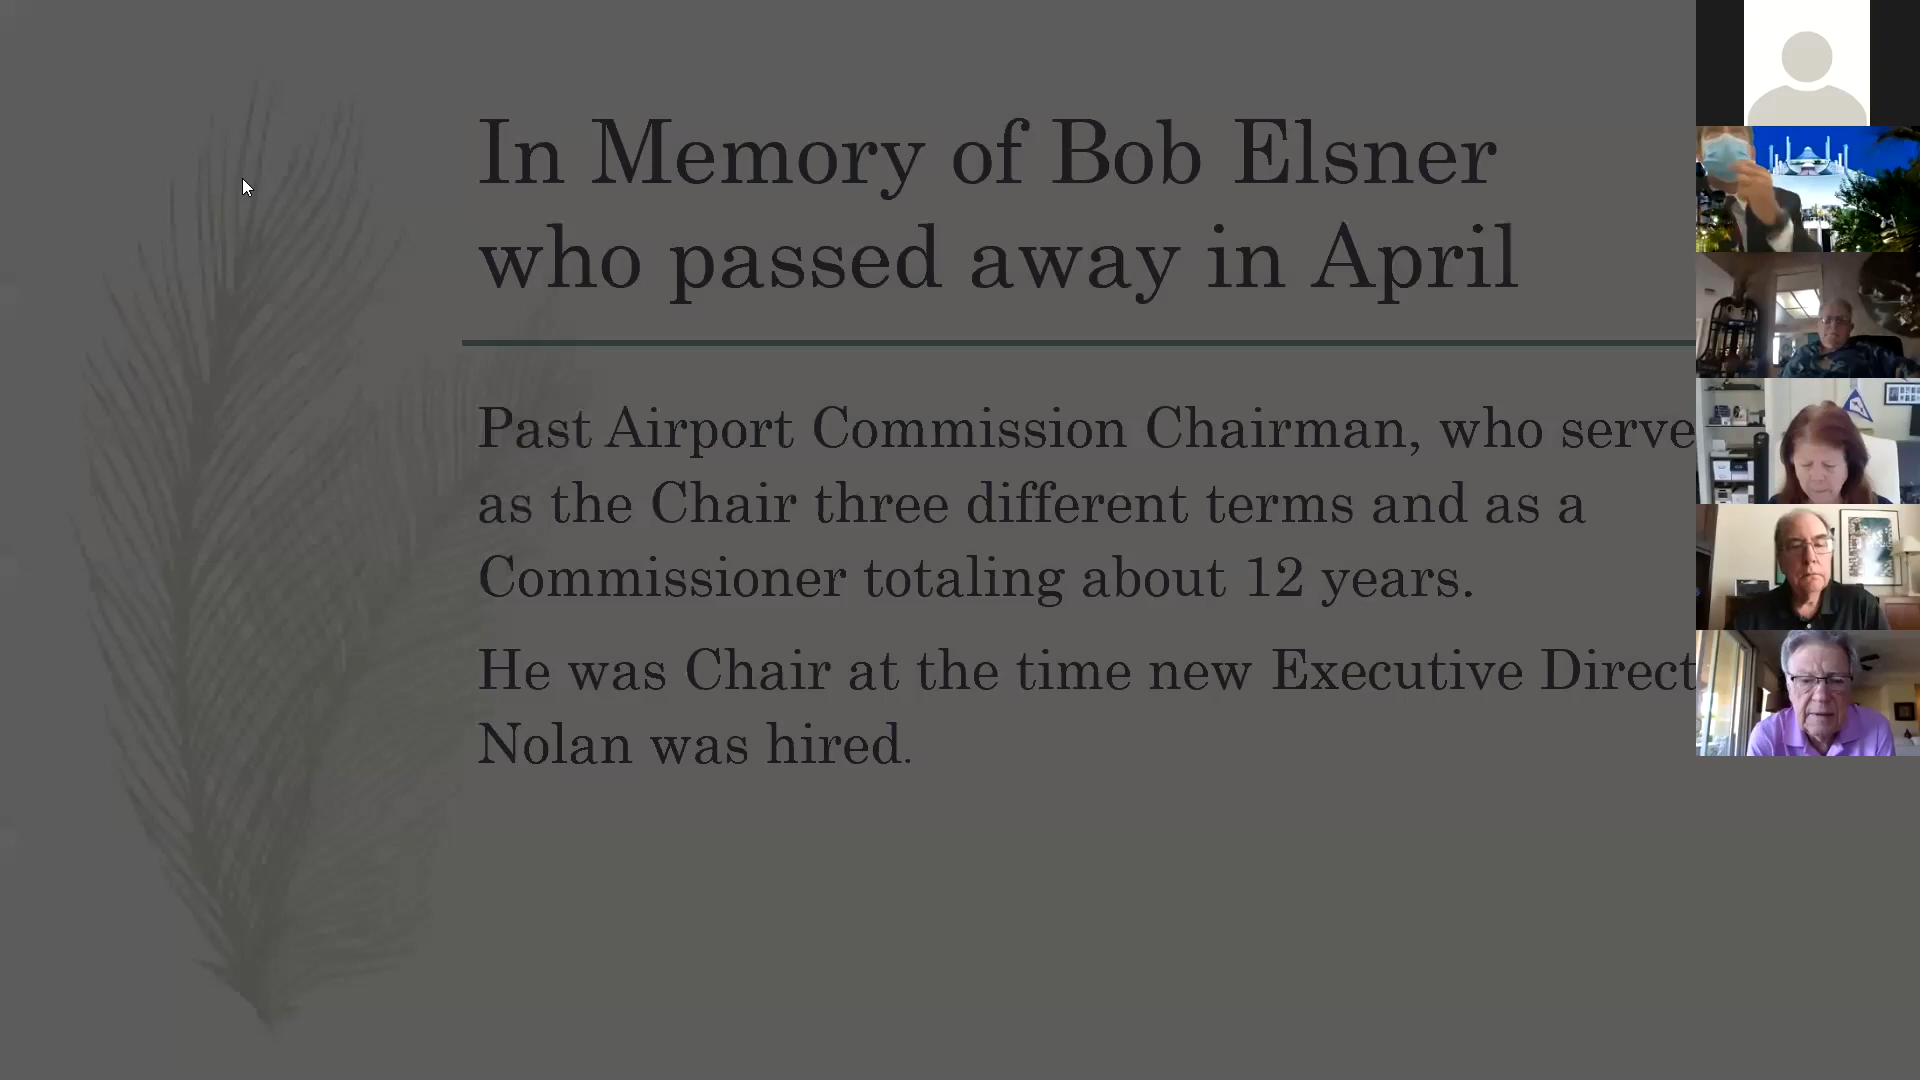 In Memory of Bob Elsner
who passed away in April
Past Airport Commission Chairman, who serve
as the Chair three different terms and as a
Commissioner totaling about 12 years.
He was Chair at the time new Executive Direct
Nolan was hired.